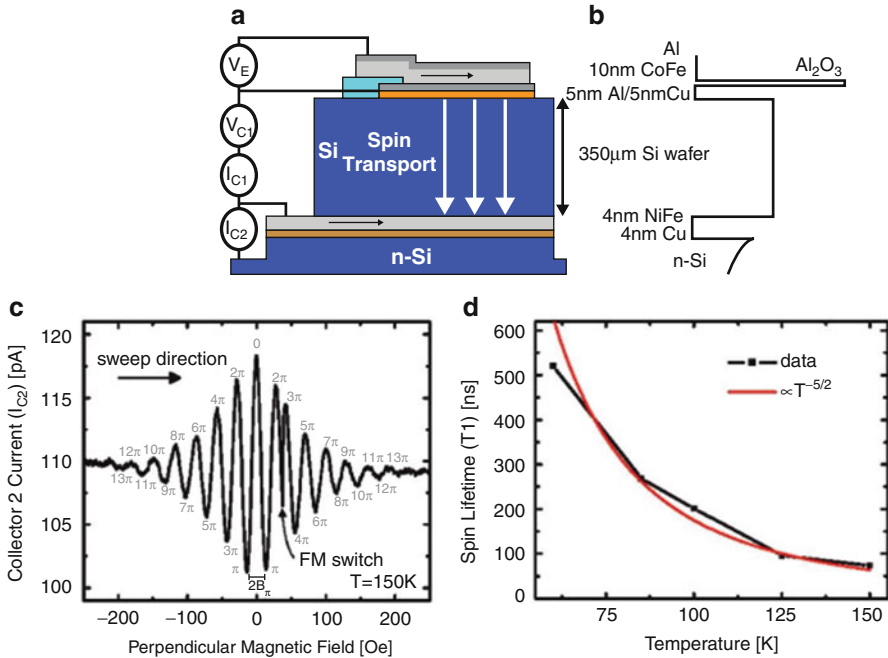 a
V_E
V_C1
I_C1
I_C2
Si
Spin
Transport
n-Si
350μm Si wafer
b
Al
10nm CoFe
Al₂O₃
5nm Al/5nmCu
4nm NiFe
4nm Cu
n-Si
c
120
115
110
105
100
Collector 2 Current (I_C2) [pA]
sweep direction
0
2π 2π
3π
4π
5π
6π
7π
8π
9π
10π
11π 13π
12π
12π
13π
11π
10π
9π
8π
7π
6π
5π
4π
3π
π π
2B_π
FM switch
T=150K
−200 −100 0 100 200
Perpendicular Magnetic Field [Oe]
d
600
500
400
300
200
100
0
Spin Lifetime (T1) [ns]
data
∝T⁻⁵/²
75 100 125 150
Temperature [K]